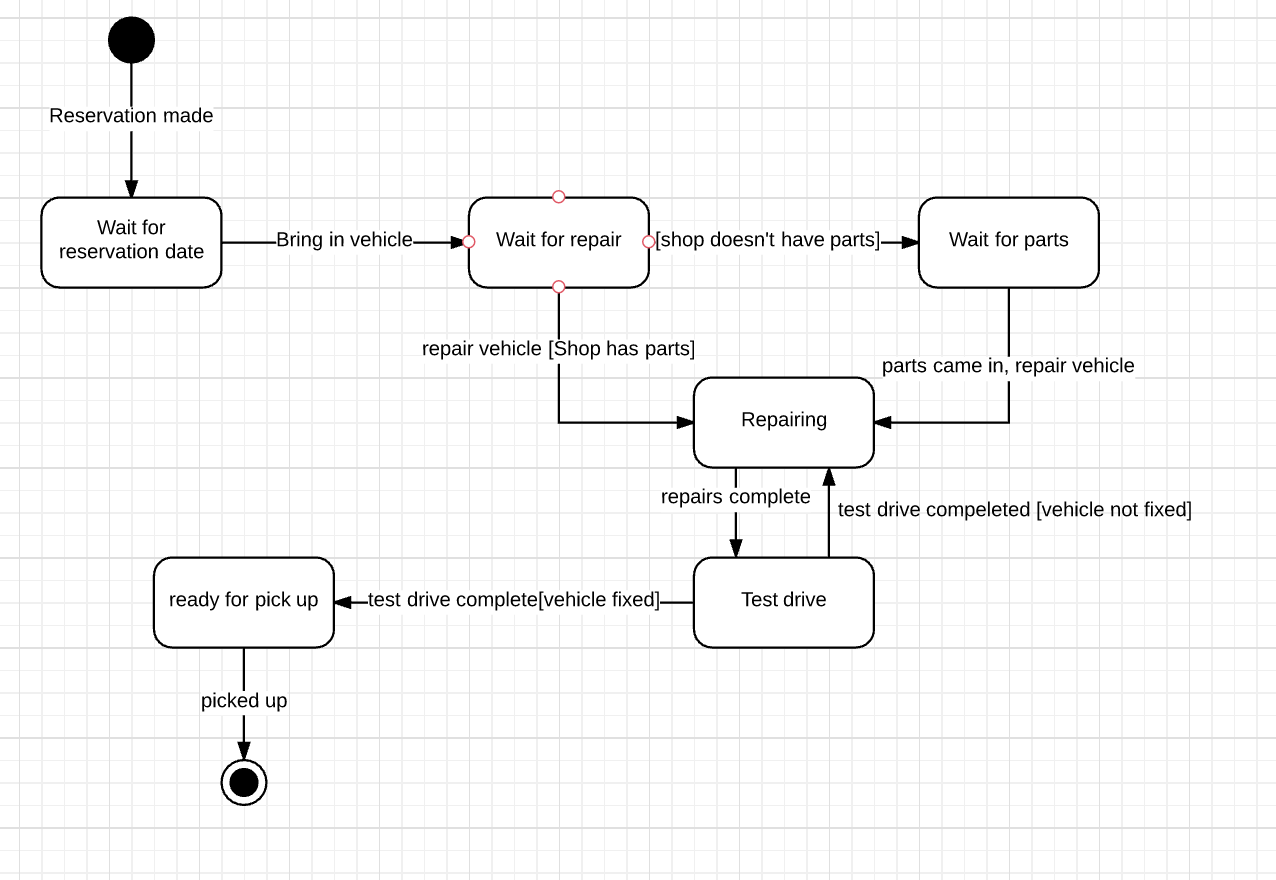 Reservation made
Wait for
reservation date
Bring in vehicle
Wait for repair
[shop doesn't have parts]
Wait for parts
repair vehicle [Shop has parts]
parts came in, repair vehicle
Repairing
repairs complete
test drive compeleted [vehicle not fixed]
ready for pick up
test drive complete[vehicle fixed]
Test drive
picked up